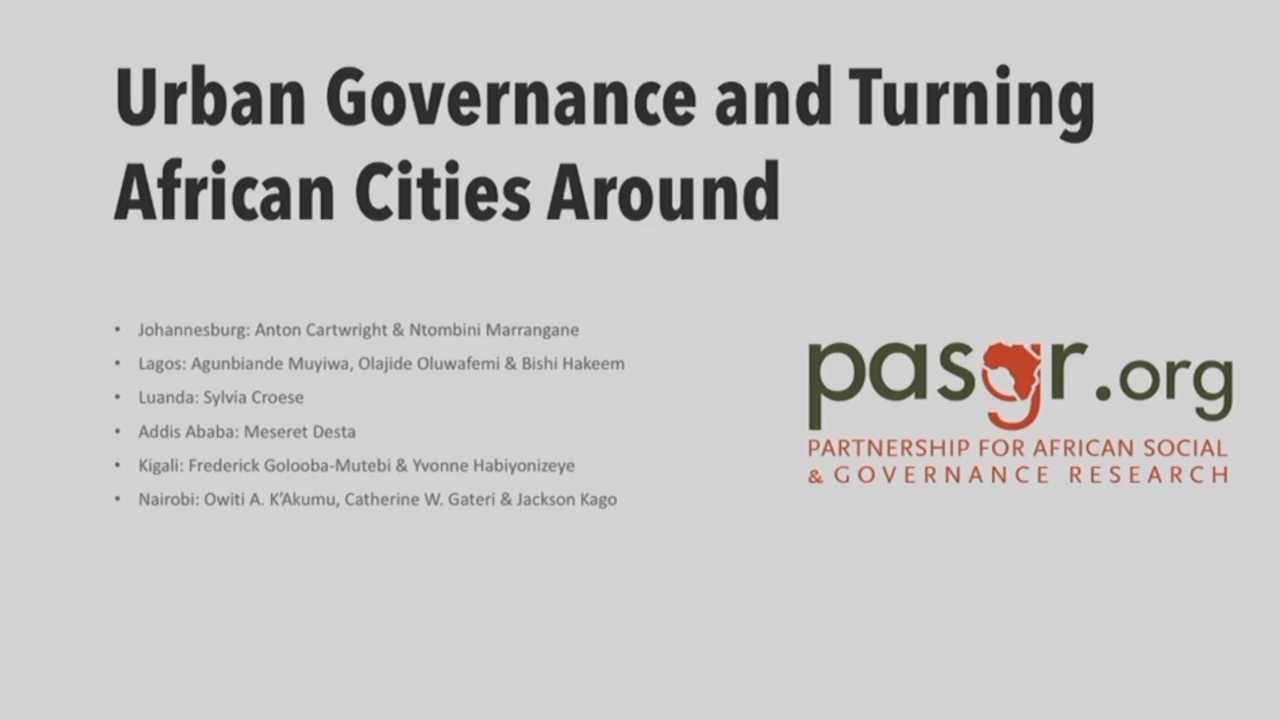 Urban Governance and Turning
African Cities Around
• Johannesburg: Anton Cartwright & Ntombini Marrangane
• Lagos: Agunbiande Muyiwa, Olajide Oluwafemi & Bishi Hakeem
• Luanda: Sylvia Croese
• Addis Ababa: Meseret Desta
• Kigali: Frederick Golooba-Mutebi & Yvonne Habiyonizeye
• Nairobi: Owiti A. K’Akumu, Catherine W. Gateri & Jackson Kago
pasgr.org
PARTNERSHIP FOR AFRICAN SOCIAL
& GOVERNANCE RESEARCH